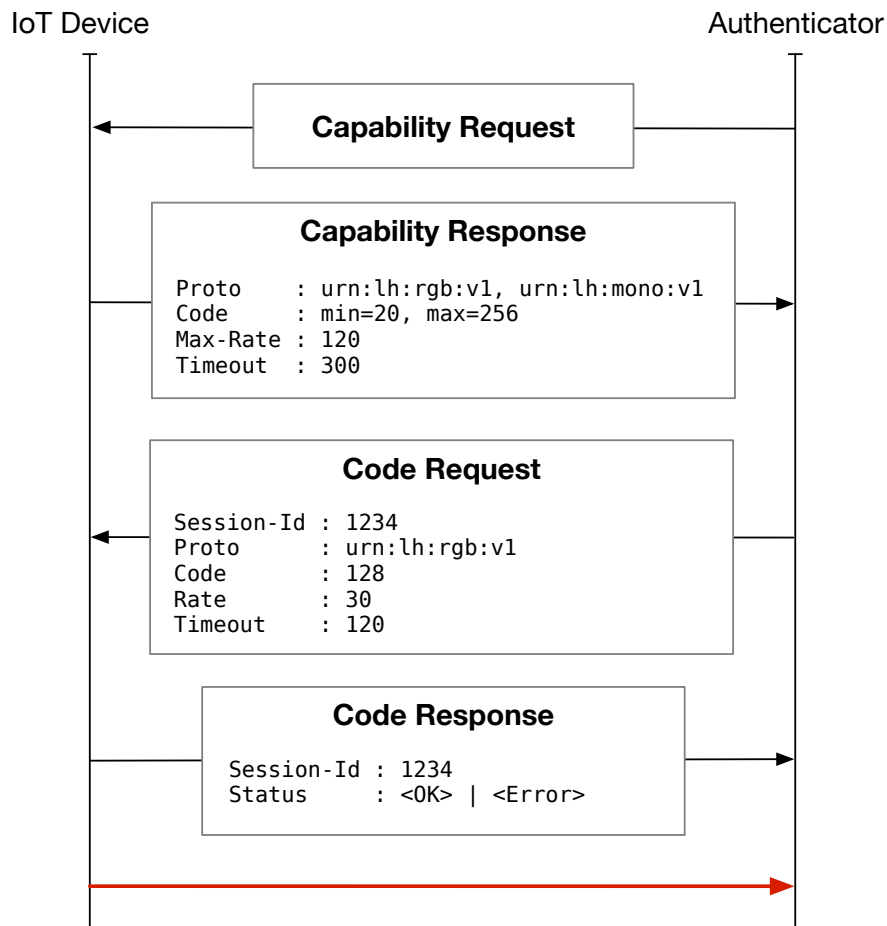 IoT Device
Authenticator
Capability Request
Capability Response
Proto    : urn:lh:rgb:v1, urn:lh:mono:v1
Code     : min=20, max=256
Max-Rate : 120
Timeout  : 300
Code Request
Session-Id : 1234
Proto      : urn:lh:rgb:v1
Code       : 128
Rate       : 30
Timeout    : 120
Code Response
Session-Id : 1234
Status     : <OK> | <Error>